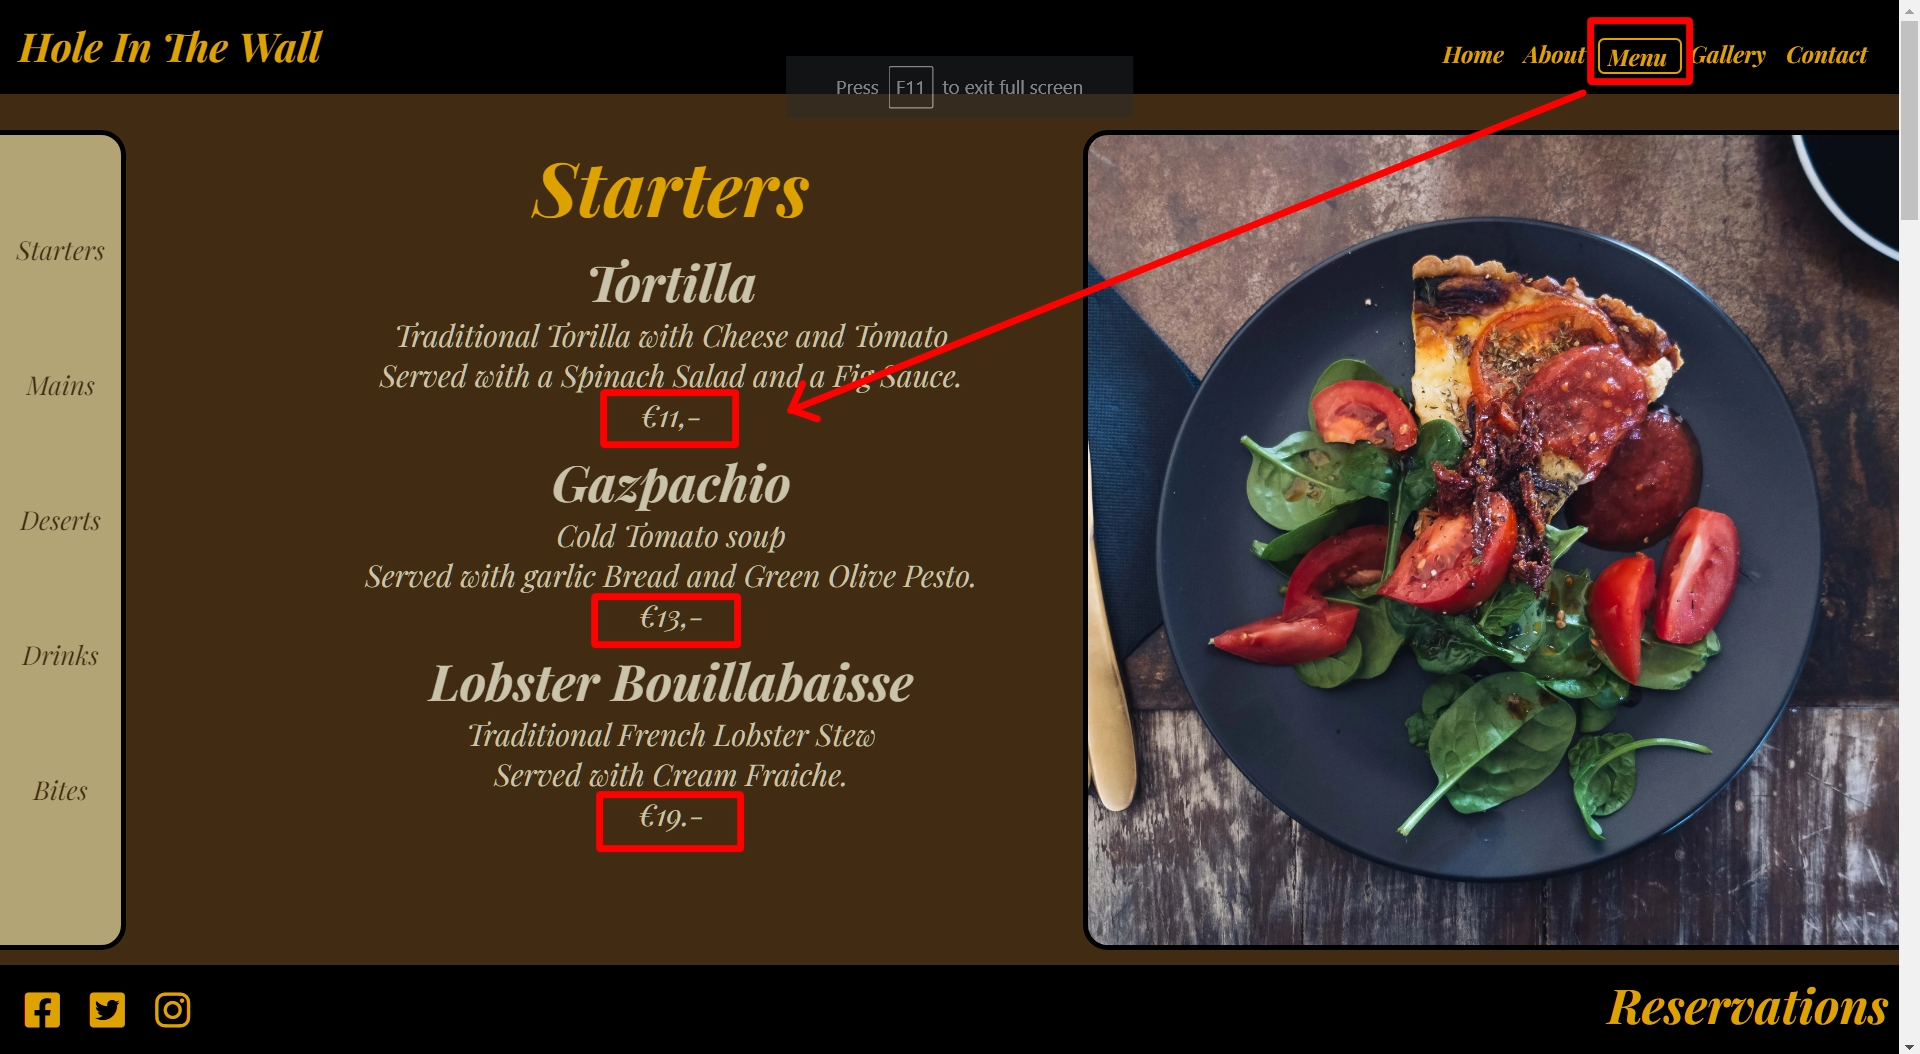 Hole In The Wall
Home About Menu Gallery Contact
Press F11 to exit full screen
Starters
Mains
Deserts
Drinks
Bites
Starters
Tortilla
Traditional Torilla with Cheese and Tomato
Served with a Spinach Salad and a Fig Sauce.
€11,-
Gazpachio
Cold Tomato soup
Served with garlic Bread and Green Olive Pesto.
€13,-
Lobster Bouillabaisse
Traditional French Lobster Stew
Served with Cream Fraiche.
€19.-
Reservations